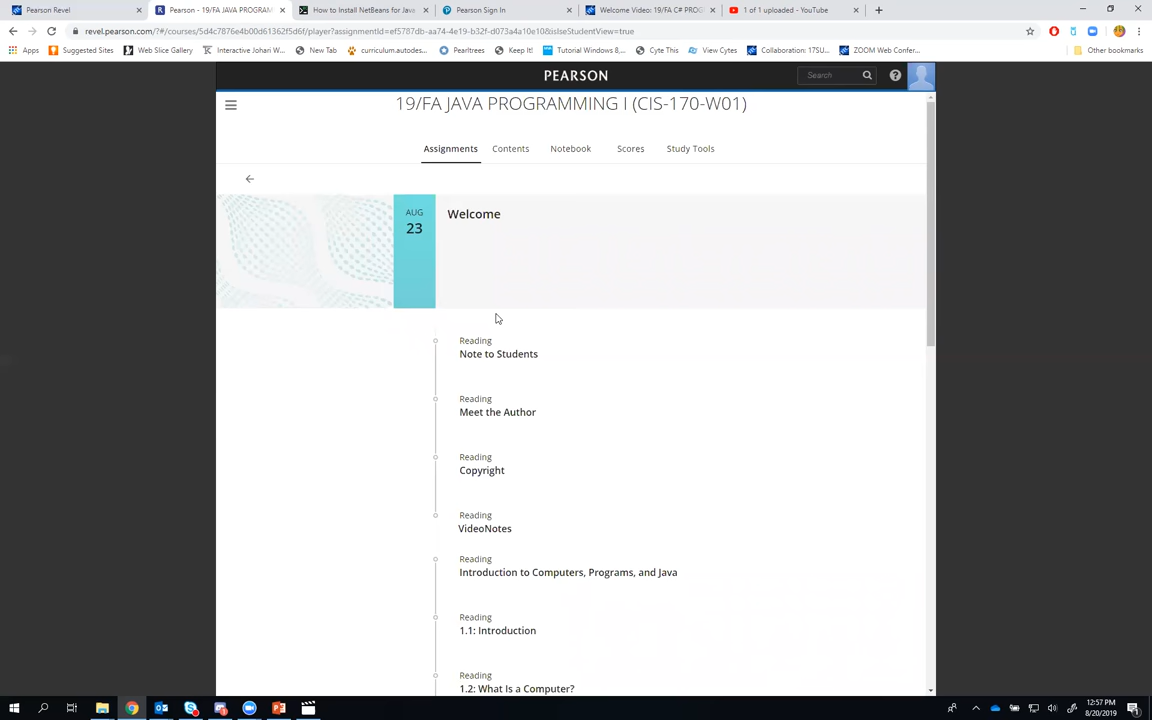 Pearson Revel
Pearson - 19/FA JAVA PROGRAM
How to Install NetBeans for Java
Pearson Sign In
Welcome Video: 19/FA C# PROG
1 of 1 uploaded - YouTube
revel.pearson.com/?#/courses/5d4c7876e4b00d61362f5d6f/player?assignmentId=ef5787db-aa74-4e19-b32f-d073a4a10e10&isIseStudentView=true
Apps
Suggested Sites
Web Slice Gallery
Interactive Johari W...
New Tab
curriculum.autodes...
Pearltrees
Keep It!
Tutorial Windows 8,...
Cyte This
View Cytes
Collaboration: 17SU...
ZOOM Web Confer...
Other bookmarks
PEARSON
Search
19/FA JAVA PROGRAMMING I (CIS-170-W01)
Assignments
Contents
Notebook
Scores
Study Tools
AUG
23
Welcome
Reading
Note to Students
Reading
Meet the Author
Reading
Copyright
Reading
VideoNotes
Reading
Introduction to Computers, Programs, and Java
Reading
1.1: Introduction
Reading
1.2: What Is a Computer?
12:57 PM
8/20/2019